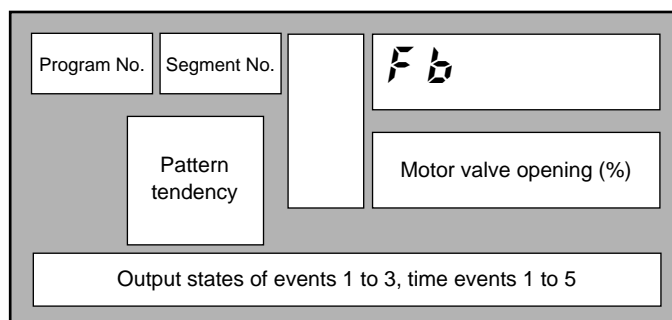 Program No.
Segment No.
F b
Pattern
tendency
Motor valve opening (%)
Output states of events 1 to 3, time events 1 to 5